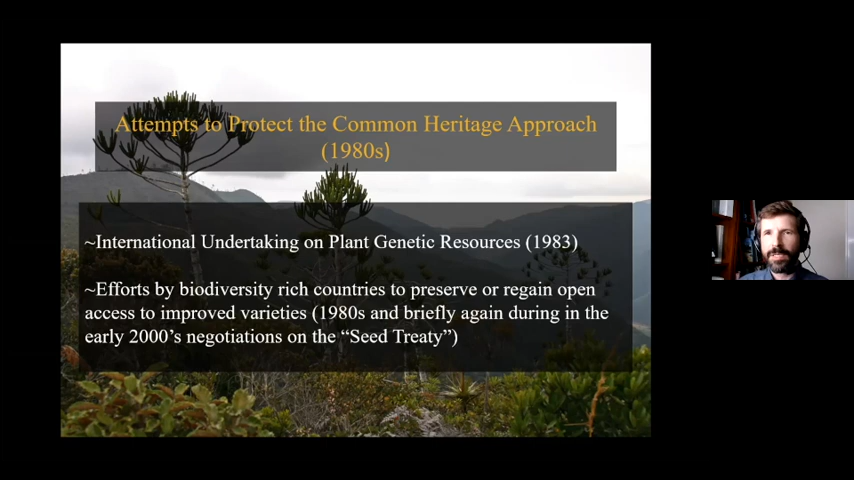 Attempts to Protect the Common Heritage Approach
(1980s)
~International Undertaking on Plant Genetic Resources (1983)
~Efforts by biodiversity rich countries to preserve or regain open
access to improved varieties (1980s and briefly again during in the
early 2000's negotiations on the “Seed Treaty”)